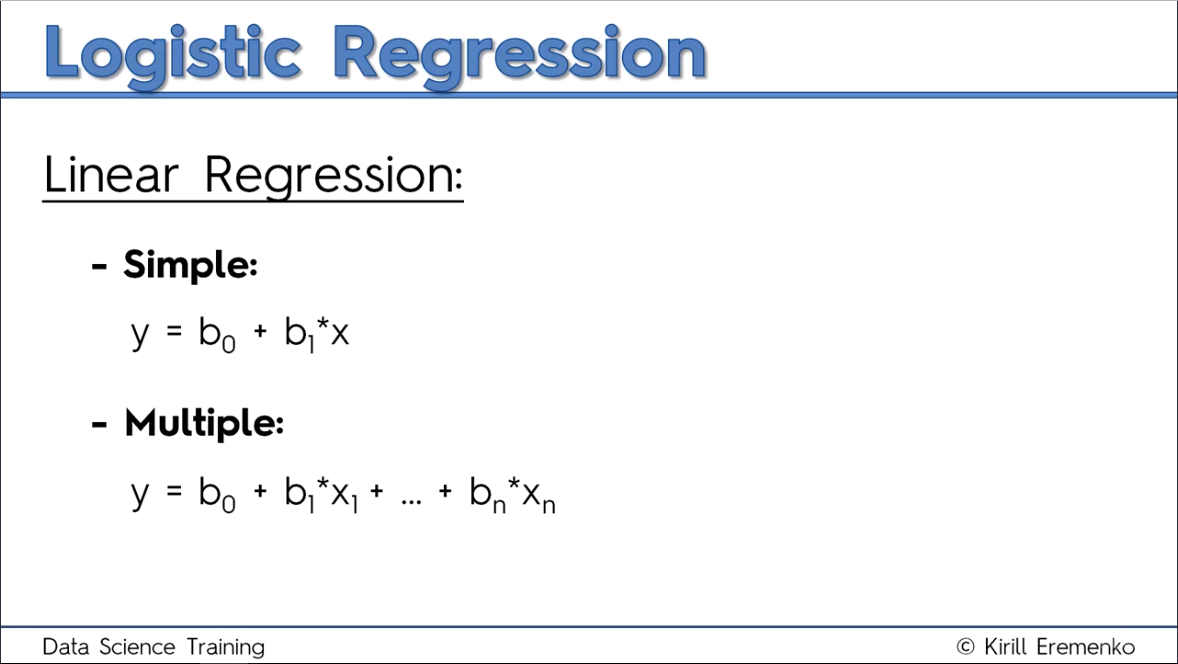 Logistic Regression
Linear Regression:
- Simple:
y = b₀ + b₁*x
- Multiple:
y = b₀ + b₁*x₁ + ... + bₙ*xₙ
Data Science Training
© Kirill Eremenko